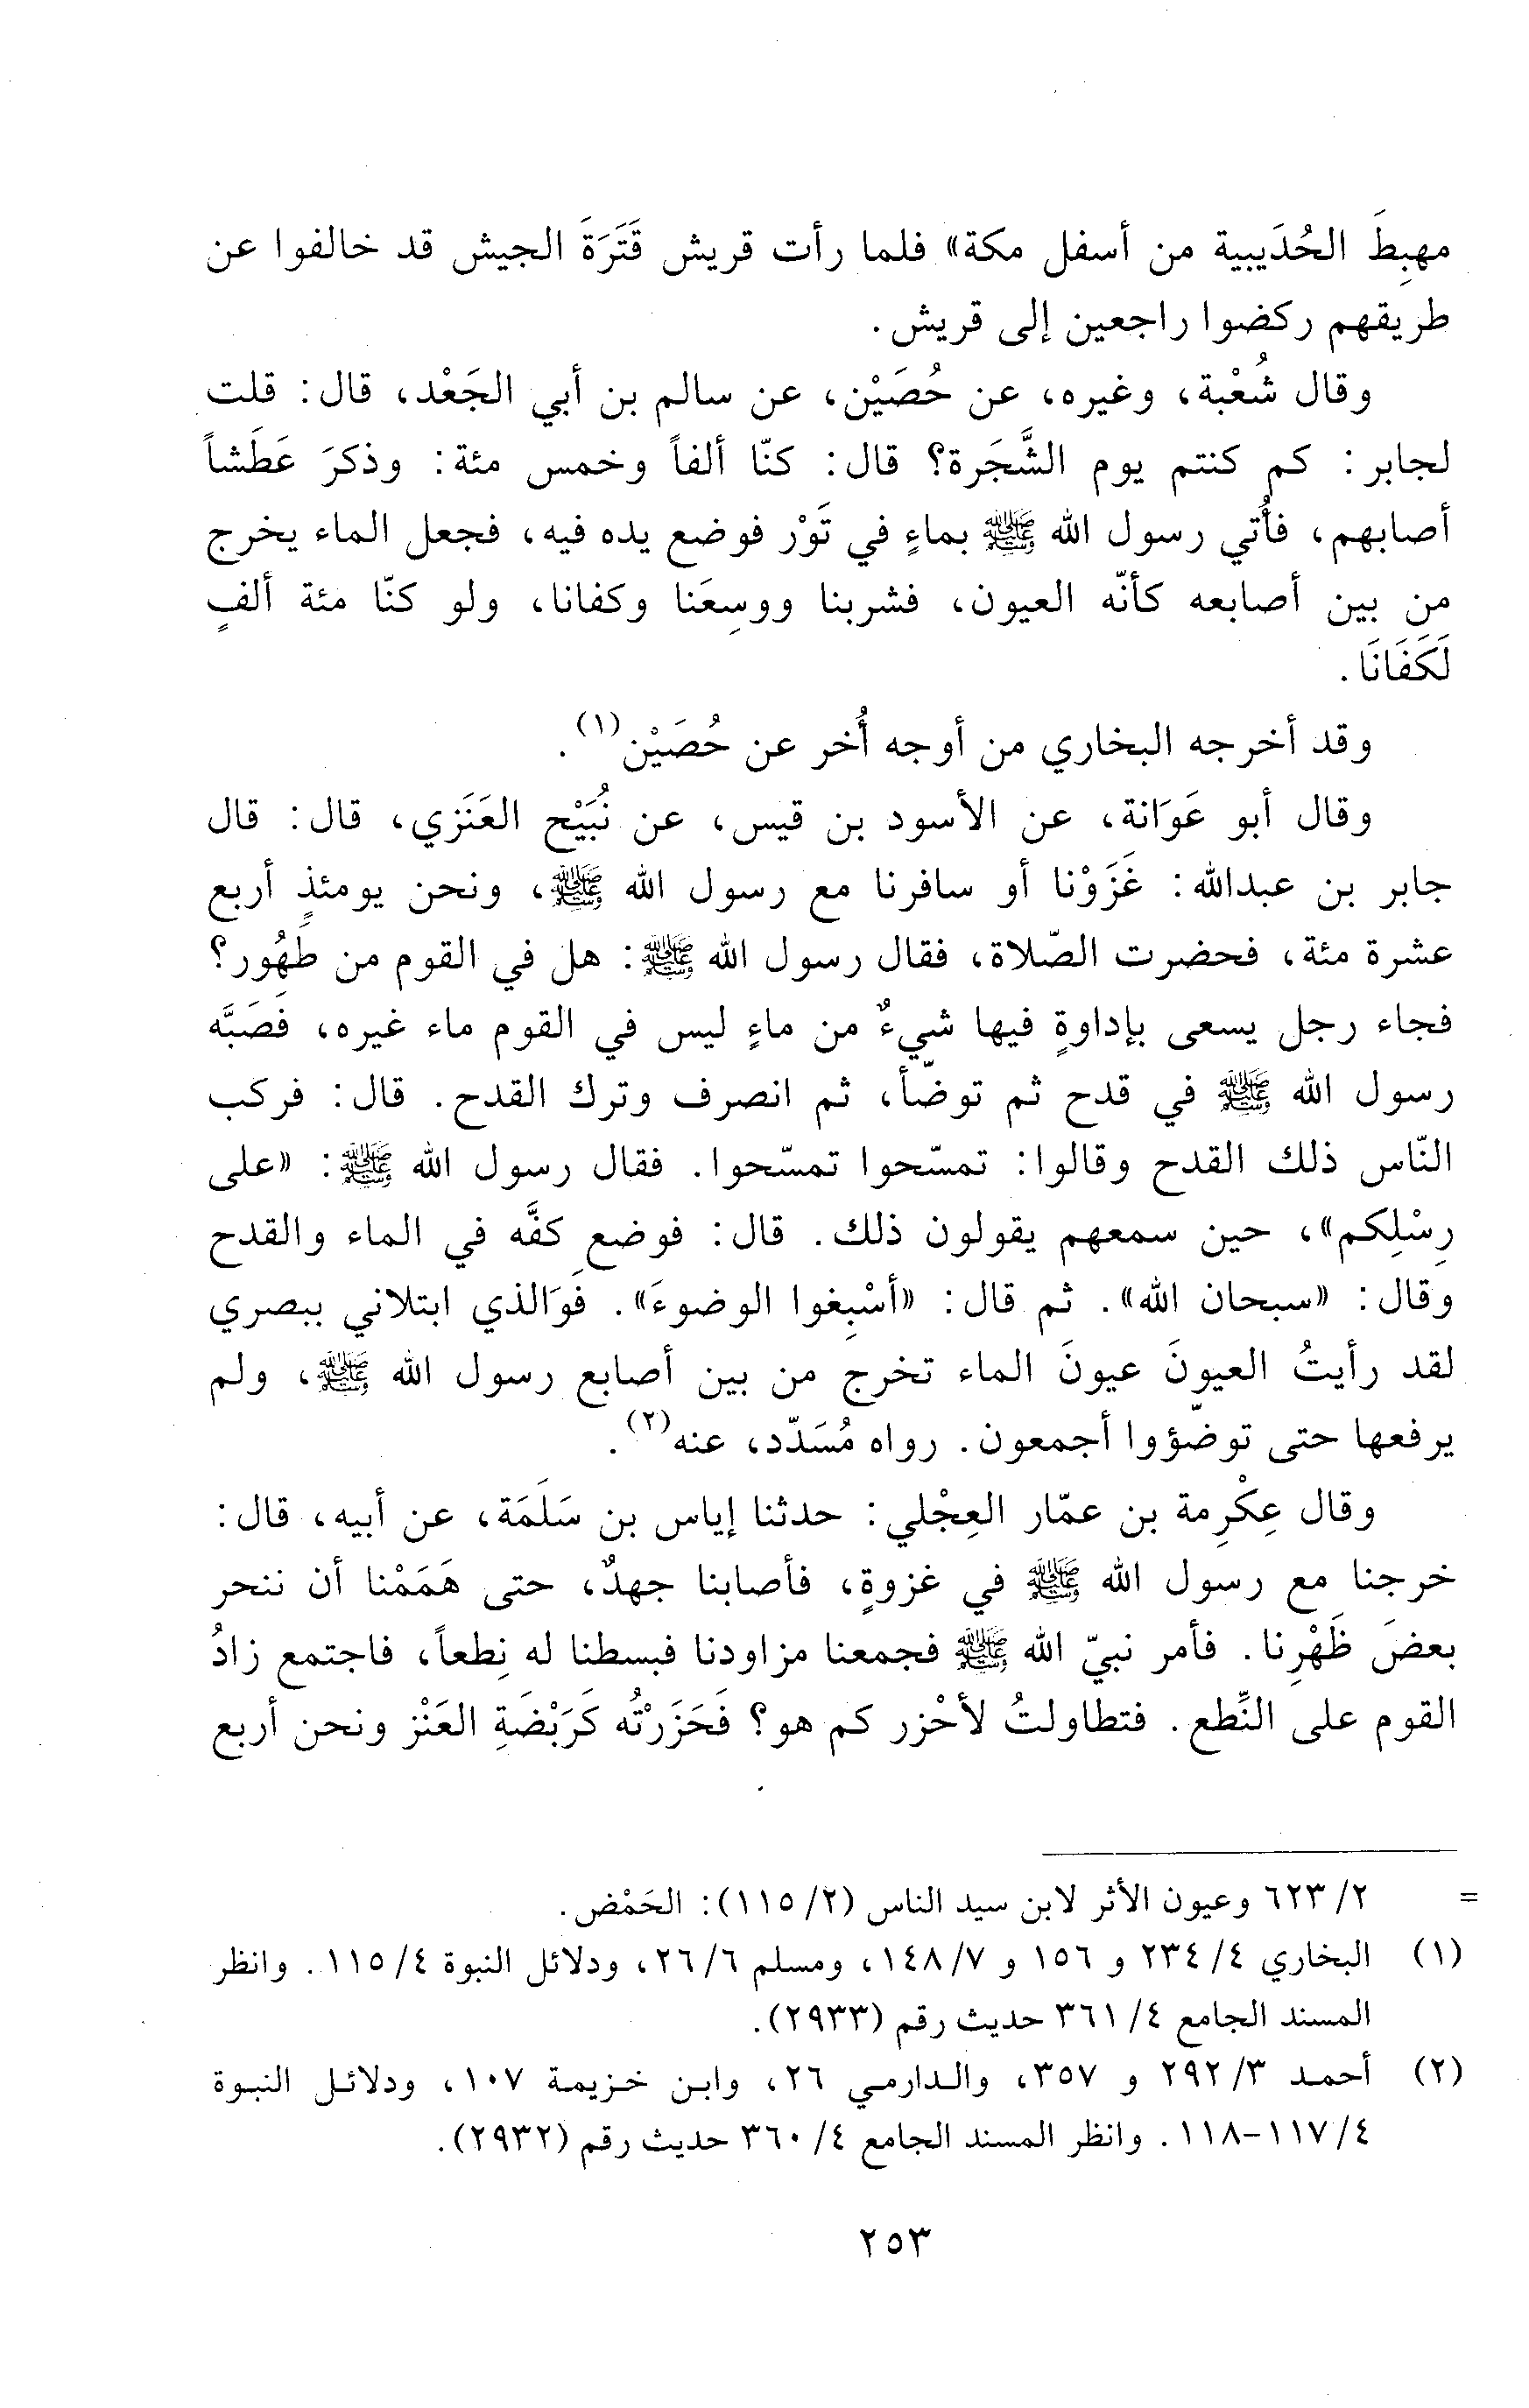 مهبِطَ الحُدَيبية من أسفل مكة» فلما رأت قريش قَتَرَةَ الجيش قد خالفوا عن
طريقهم ركضوا راجعين إلى قريش.
وقال شُعْبة، وغيره، عن حُصَيْن، عن سالم بن أبي الجَعْد، قال: قلت
لجابر: كم كنتم يوم الشَّجَرة؟ قال: كنّا ألفاً وخمس مئة: وذكرَ عَطَشاً
أصابهم، فأُتي رسول الله ﷺ بماءٍ في تَوْر فوضع يده فيه، فجعل الماء يخرج
من بين أصابعه كأنّه العيون، فشربنا ووسِعَنا وكفانا، ولو كنّا مئة ألفٍ
لَكَفَانَا.
وقد أخرجه البخاري من أوجه أُخر عن حُصَيْن(١).
وقال أبو عَوَانة، عن الأسود بن قيس، عن نُبَيْح العَنَزي، قال: قال
جابر بن عبدالله: غَزَوْنا أو سافرنا مع رسول الله ﷺ، ونحن يومئذٍ أربع
عشرة مئة، فحضرت الصّلاة، فقال رسول الله ﷺ: هل في القوم من طَهُور؟
فجاء رجل يسعى بإداوةٍ فيها شيءٌ من ماءٍ ليس في القوم ماء غيره، فَصَبَّه
رسول الله ﷺ في قدح ثم توضّأ، ثم انصرف وترك القدح. قال: فركب
النّاس ذلك القدح وقالوا: تمسّحوا تمسّحوا. فقال رسول الله ﷺ: «على
رِسْلِكم»، حين سمعهم يقولون ذلك. قال: فوضع كفَّه في الماء والقدح
وقال: «سبحان الله». ثم قال: «أسْبِغوا الوضوءَ». فَوَالذي ابتلاني ببصري
لقد رأيتُ العيونَ عيونَ الماء تخرج من بين أصابع رسول الله ﷺ، ولم
يرفعها حتى توضّؤوا أجمعون. رواه مُسَدّد، عنه(٢).
وقال عِكْرِمة بن عمّار العِجْلي: حدثنا إياس بن سَلَمَة، عن أبيه، قال:
خرجنا مع رسول الله ﷺ في غزوةٍ، فأصابنا جهدٌ، حتى هَمَمْنا أن ننحر
بعضَ ظَهْرِنا. فأمر نبيّ الله ﷺ فجمعنا مزاودنا فبسطنا له نِطعاً، فاجتمع زادُ
القوم على النِّطع. فتطاولتُ لأحْزر كم هو؟ فَحَزَرْتُه كَرَبْضَةِ العَنْز ونحن أربع
= ٢/ ٦٢٣ وعيون الأثر لابن سيد الناس (٢/ ١١٥): الحَمْض.
(١) البخاري ٤/ ٢٣٤ و ١٥٦ و ٧/ ١٤٨، ومسلم ٦/ ٢٦، ودلائل النبوة ٤/ ١١٥. وانظر
المسند الجامع ٤/ ٣٦١ حديث رقم (٢٩٣٣).
(٢) أحمد ٣/ ٢٩٢ و ٣٥٧، والدارمي ٢٦، وابن خزيمة ١٠٧، ودلائل النبوة
٤/ ١١٧-١١٨. وانظر المسند الجامع ٤/ ٣٦٠ حديث رقم (٢٩٣٢).
٢٥٣